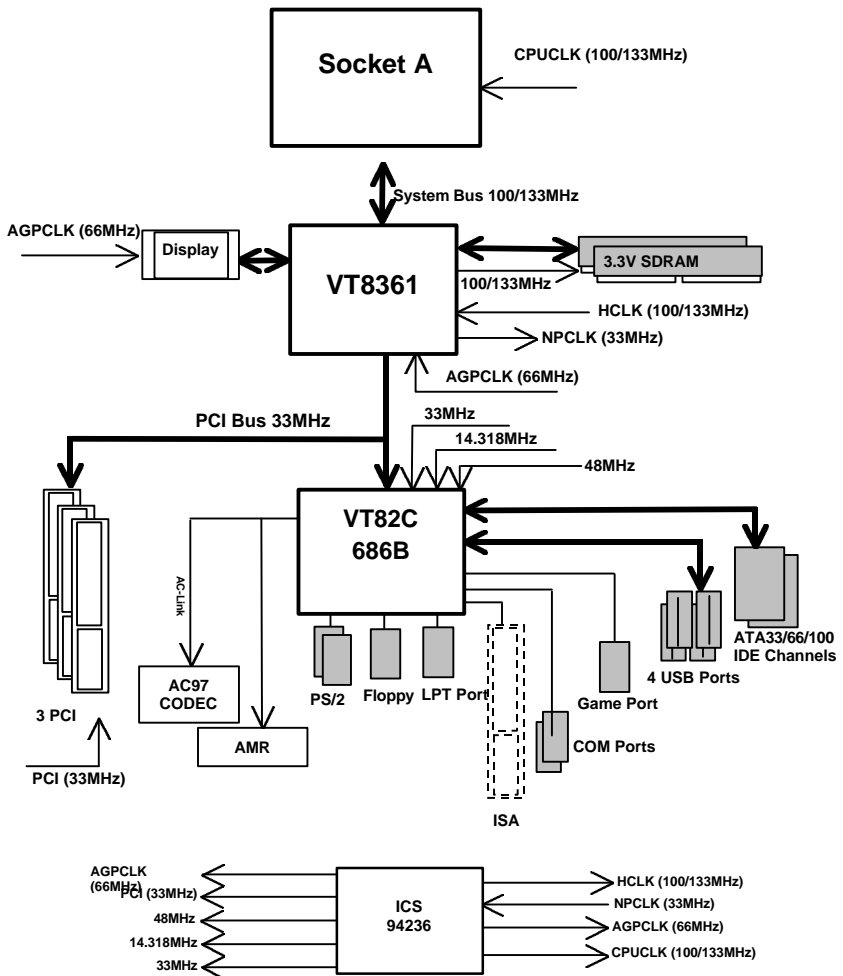 Socket A
CPUCLK (100/133MHz)
System Bus 100/133MHz
AGPCLK (66MHz)
Display
VT8361
3.3V SDRAM
100/133MHz
HCLK (100/133MHz)
NPCLK (33MHz)
AGPCLK (66MHz)
PCI Bus 33MHz
33MHz
14.318MHz
48MHz
VT82C
686B
AC-Link
ATA33/66/100
IDE Channels
4 USB Ports
AC97
CODEC
PS/2
Floppy
LPT Port
Game Port
3 PCI
AMR
COM Ports
PCI (33MHz)
ISA
AGPCLK
(66MHz)
PCI (33MHz)
48MHz
14.318MHz
33MHz
ICS
94236
HCLK (100/133MHz)
NPCLK (33MHz)
AGPCLK (66MHz)
CPUCLK (100/133MHz)